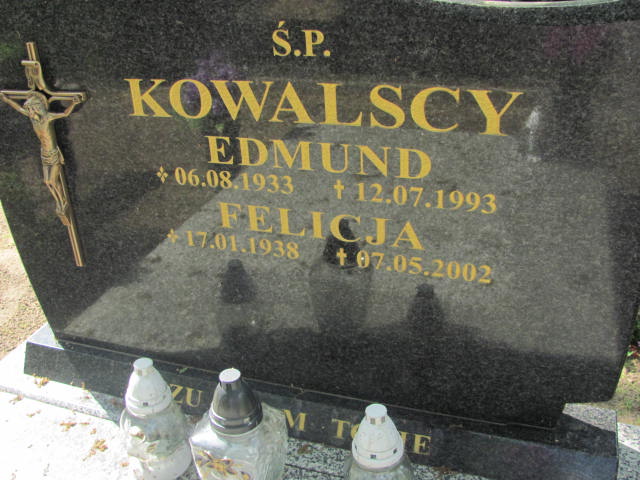 Ś.P.
KOWALSCY
EDMUND
06.08.1933 † 12.07.1993
FELICJA
17.01.1938 † 07.05.2002